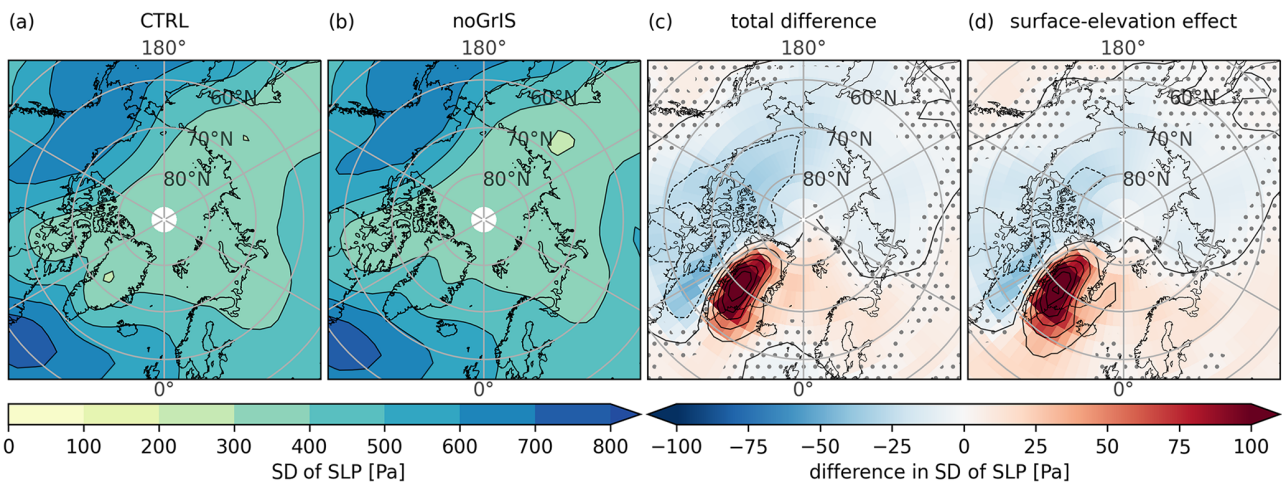 (a) CTRL (b) noGrIS (c) total difference (d) surface-elevation effect
180° 180° 180° 180°
60°N 60°N 60°N 60°N
70°N 70°N 70°N 70°N
80°N 80°N 80°N 80°N
0° 0° 0° 0°
0 100 200 300 400 500 600 700 800 −100 −75 −50 −25 0 25 50 75 100
SD of SLP [Pa] difference in SD of SLP [Pa]